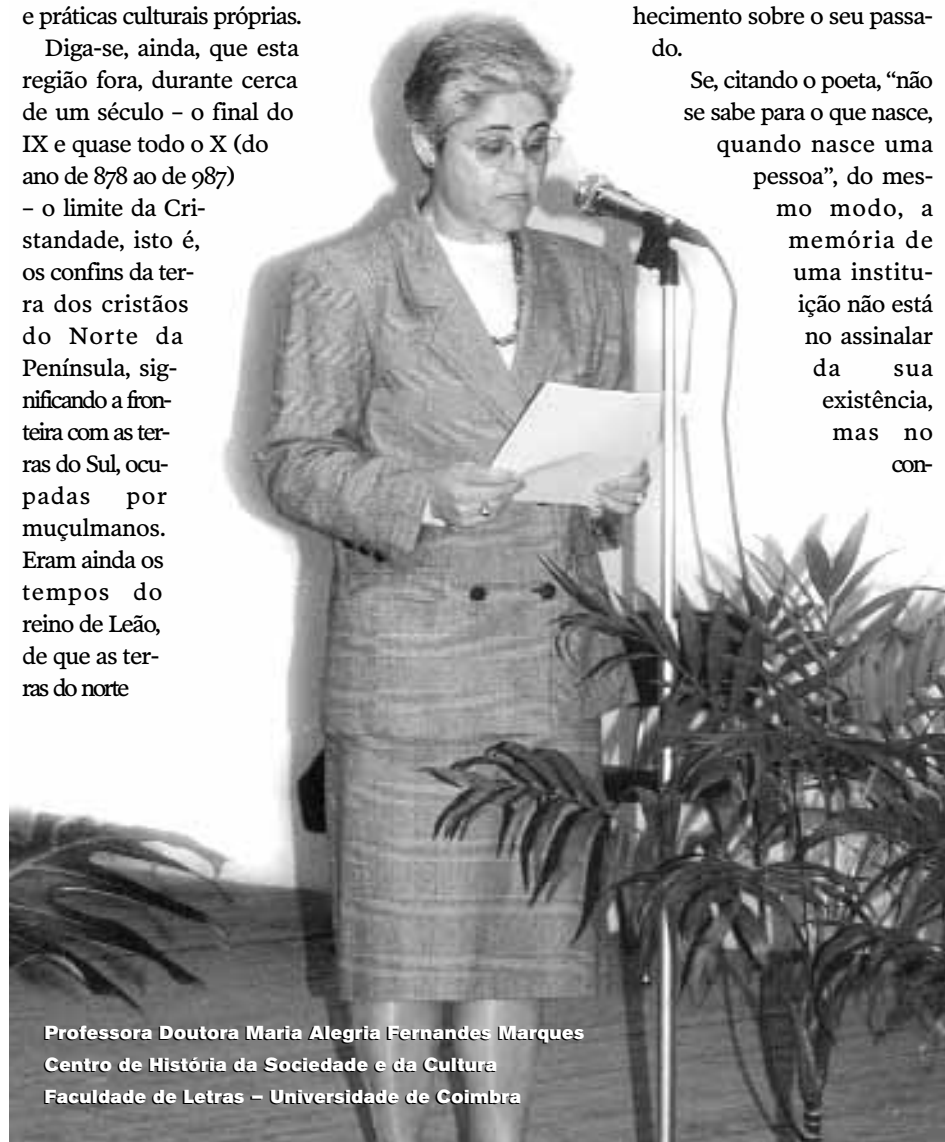 e práticas culturais próprias.
Diga-se, ainda, que esta
região fora, durante cerca
de um século – o final do
IX e quase todo o X (do
ano de 878 ao de 987)
– o limite da Cri-
standade, isto é,
os confins da ter-
ra dos cristãos
do Norte da
Península, sig-
nificando a fron-
teira com as ter-
ras do Sul, ocu-
padas por
muçulmanos.
Eram ainda os
tempos do
reino de Leão,
de que as ter-
ras do norte
hecimento sobre o seu passa-
do.
Se, citando o poeta, “não
se sabe para o que nasce,
quando nasce uma
pessoa”, do mes-
mo modo, a
memória de
uma institu-
ição não está
no assinalar
da sua
existência,
mas no
con-
Professora Doutora Maria Alegria Fernandes Marques
Centro de História da Sociedade e da Cultura
Faculdade de Letras – Universidade de Coimbra